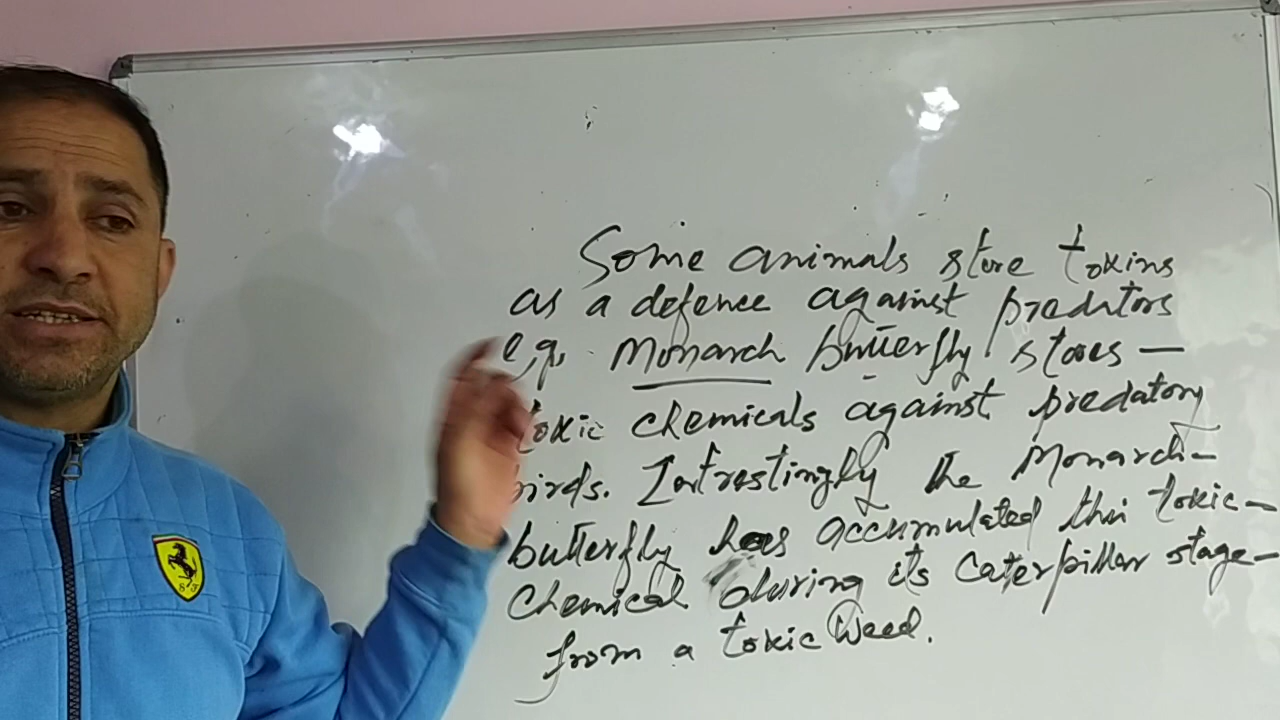 Some animals store toxins
as a defence against predators
e.g. Monarch butterfly stores —
toxic chemicals against predatory
birds. Intrestingly the Monarch-
butterfly has accumulated this toxic-
chemical during its caterpillar stage-
from a toxic weed.